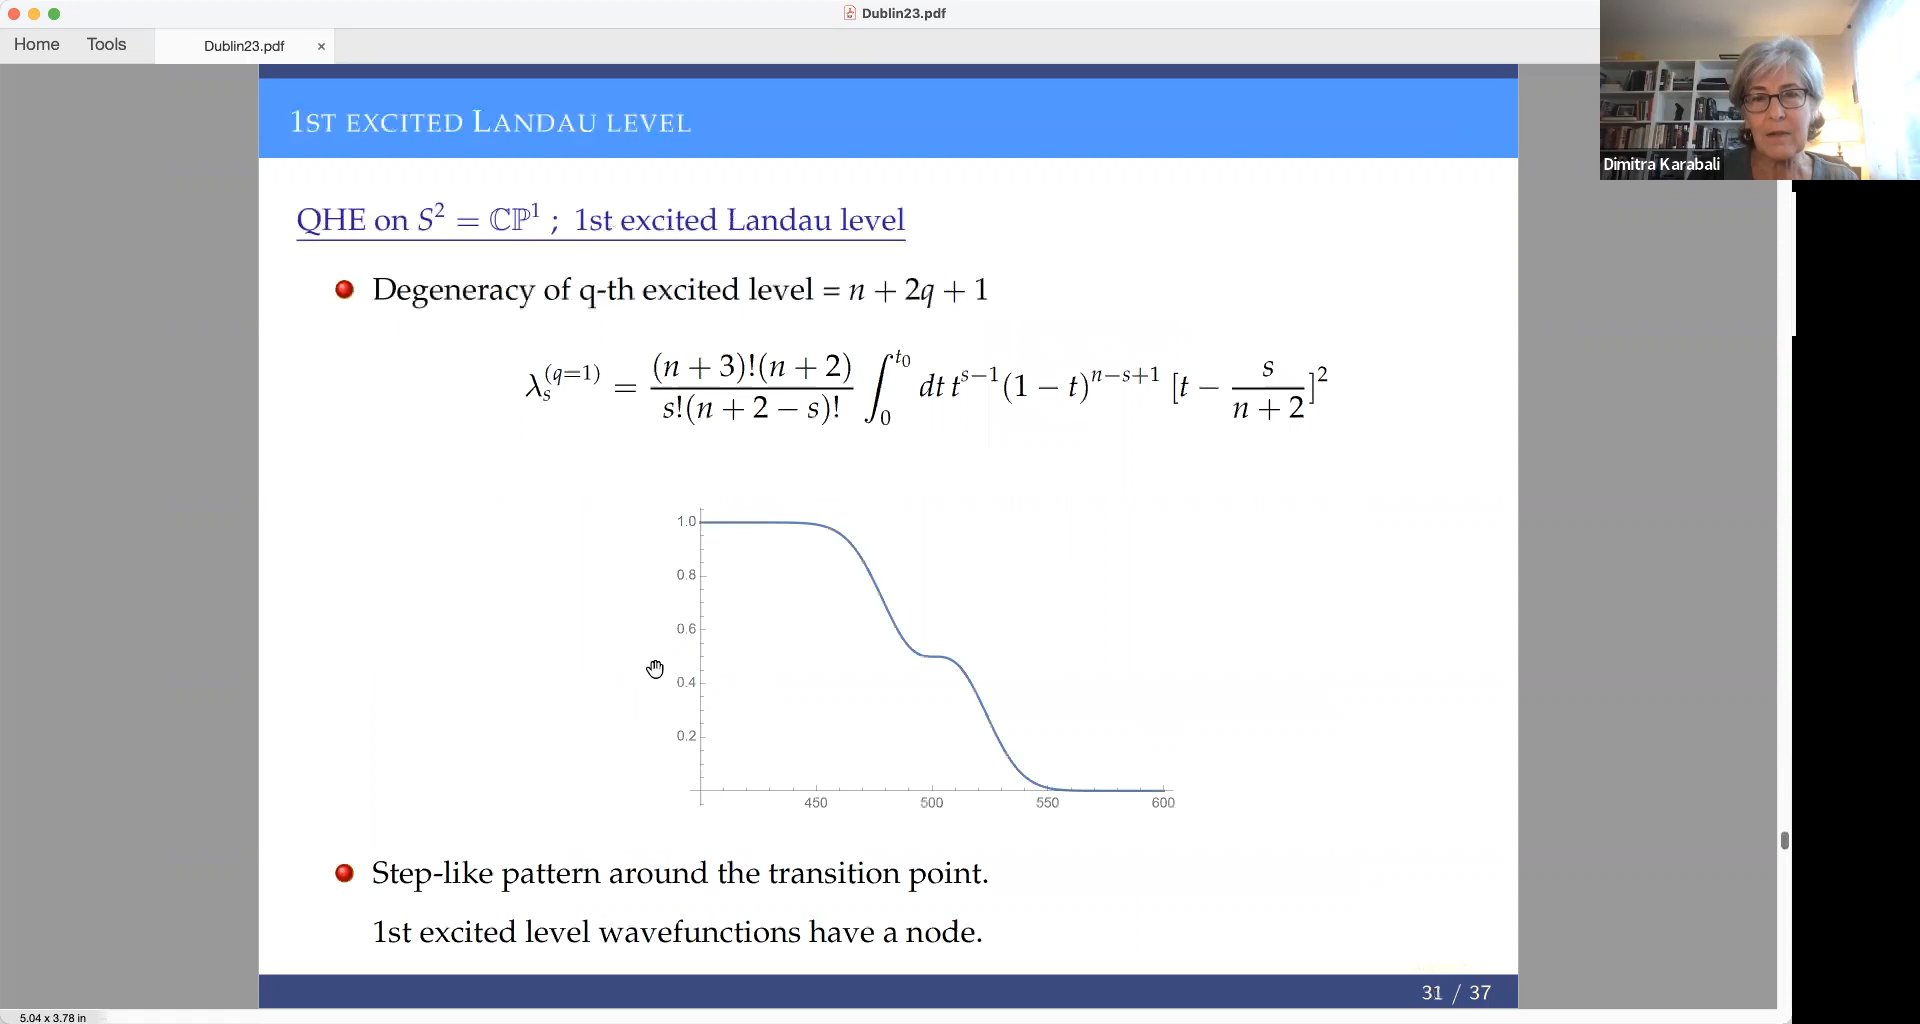 Dublin23.pdf
Home Tools Dublin23.pdf ×
Dimitra Karabali
1ST EXCITED LANDAU LEVEL
QHE on S² = ℂℙ¹ ; 1st excited Landau level
Degeneracy of q-th excited level = n + 2q + 1
λ_s^{(q=1)} = \frac{(n + 3)!(n + 2)}{s!(n + 2 − s)!} ∫_0^{t_0} dt t^{s−1}(1 − t)^{n−s+1} [t − \frac{s}{n + 2}]^2
1.0
0.8
0.6
0.4
0.2
450 500 550 600
Step-like pattern around the transition point.
1st excited level wavefunctions have a node.
31 / 37
5.04 x 3.78 in